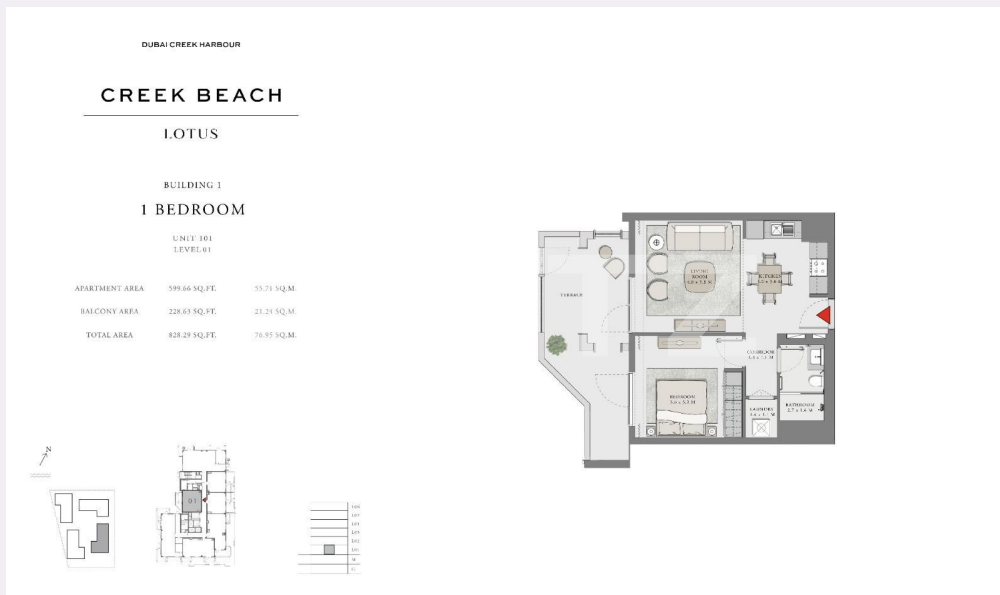 DUBAI CREEK HARBOUR
CREEK BEACH
LOTUS
BUILDING 1
1 BEDROOM
UNIT 101
LEVEL 01
APARTMENT AREA 599.66 SQ.FT. 55.71 SQ.M.
BALCONY AREA 228.63 SQ.FT. 21.24 SQ.M.
TOTAL AREA 828.29 SQ.FT. 76.95 SQ.M.
LIVING
ROOM
KITCHEN
TERRACE
CORRIDOR
BEDROOM
BATHROOM
LAUNDRY
N
01